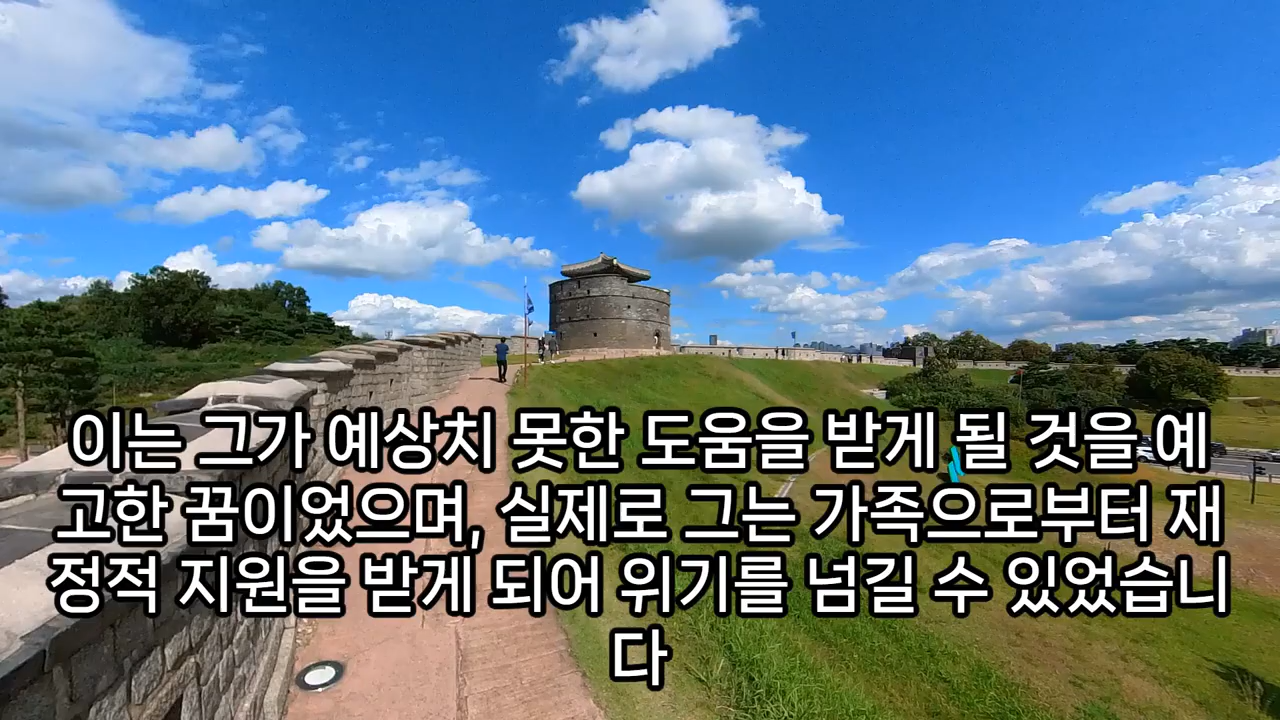 이는 그가 예상치 못한 도움을 받게 될 것을 예
고한 꿈이었으며, 실제로 그는 가족으로부터 재
정적 지원을 받게 되어 위기를 넘길 수 있었습니
다